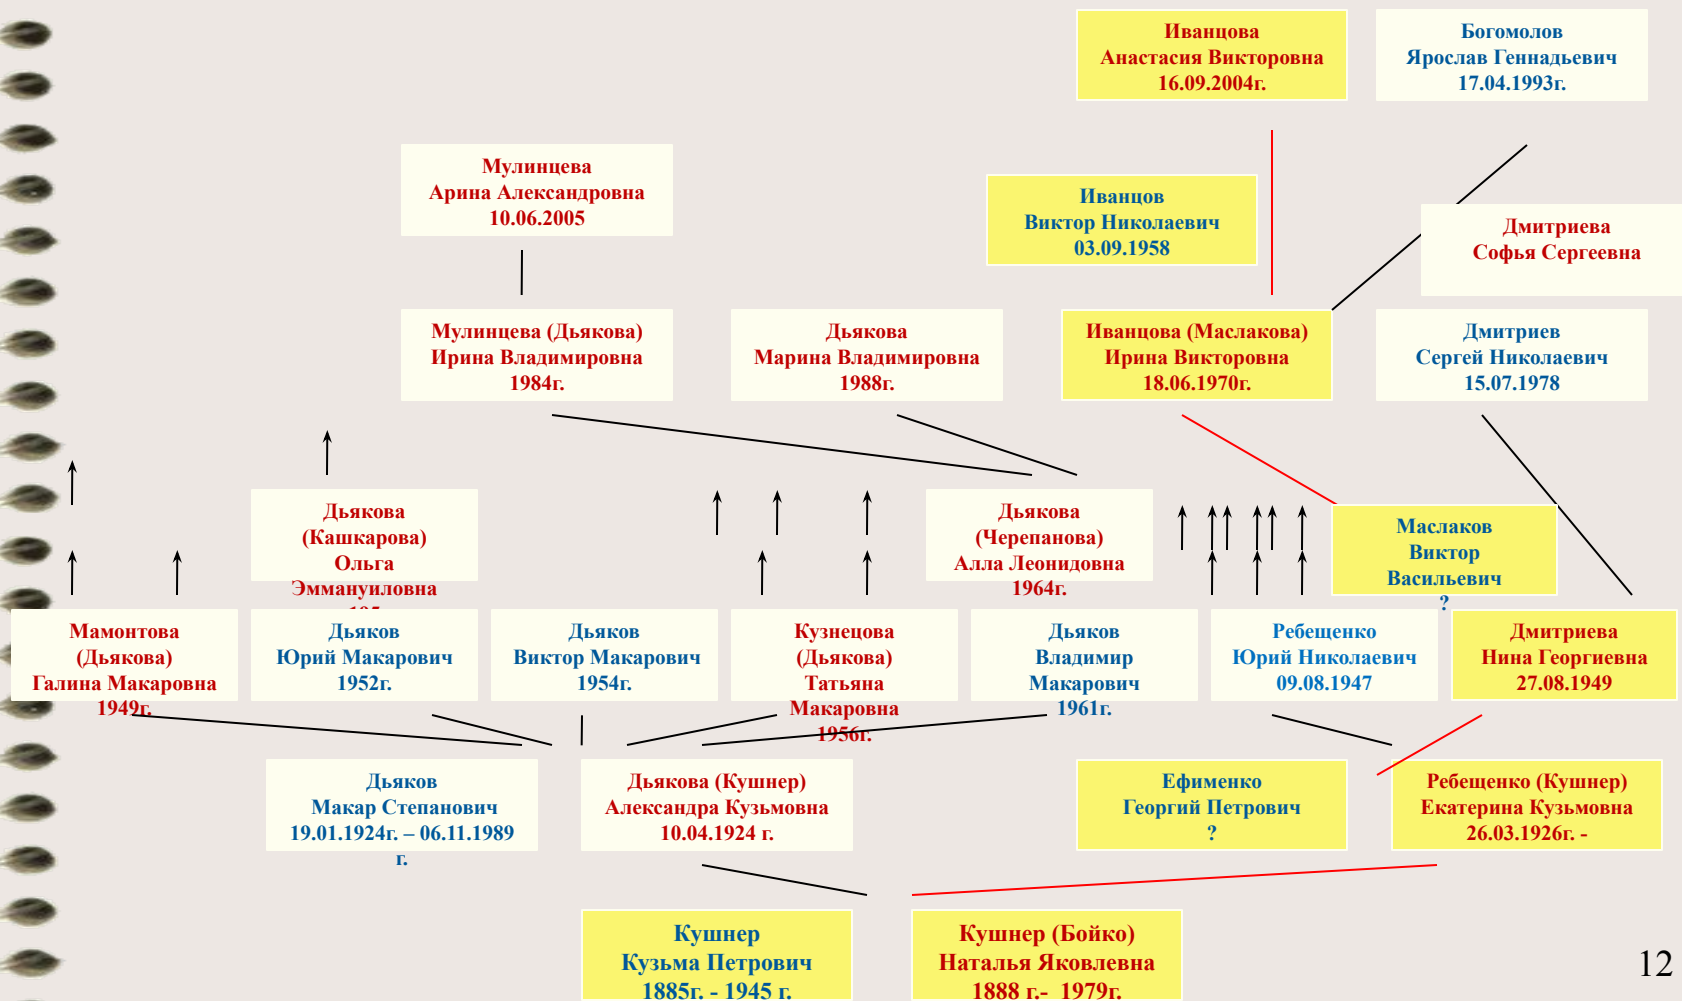 Иванцова
Анастасия Викторовна
16.09.2004г.
Богомолов
Ярослав Геннадьевич
17.04.1993г.
Мулинцева
Арина Александровна
10.06.2005
Иванцов
Виктор Николаевич
03.09.1958
Дмитриева
Софья Сергеевна
Мулинцева (Дьякова)
Ирина Владимировна
1984г.
Дьякова
Марина Владимировна
1988г.
Иванцова (Маслакова)
Ирина Викторовна
18.06.1970г.
Дмитриев
Сергей Николаевич
15.07.1978
Дьякова
(Кашкарова)
Ольга
Эммануиловна
Дьякова
(Черепанова)
Алла Леонидовна
1964г.
Маслаков
Виктор
Васильевич
?
Мамонтова
(Дьякова)
Галина Макаровна
1949г.
Дьяков
Юрий Макарович
1952г.
Дьяков
Виктор Макарович
1954г.
Кузнецова
(Дьякова)
Татьяна
Макаровна
1956г.
Дьяков
Владимир
Макарович
1961г.
Ребещенко
Юрий Николаевич
09.08.1947
Дмитриева
Нина Георгиевна
27.08.1949
Дьяков
Макар Степанович
19.01.1924г. – 06.11.1989
г.
Дьякова (Кушнер)
Александра Кузьмовна
10.04.1924 г.
Ефименко
Георгий Петрович
?
Ребещенко (Кушнер)
Екатерина Кузьмовна
26.03.1926г. -
Кушнер
Кузьма Петрович
1885г. - 1945 г.
Кушнер (Бойко)
Наталья Яковлевна
1888 г.- 1979г.
12